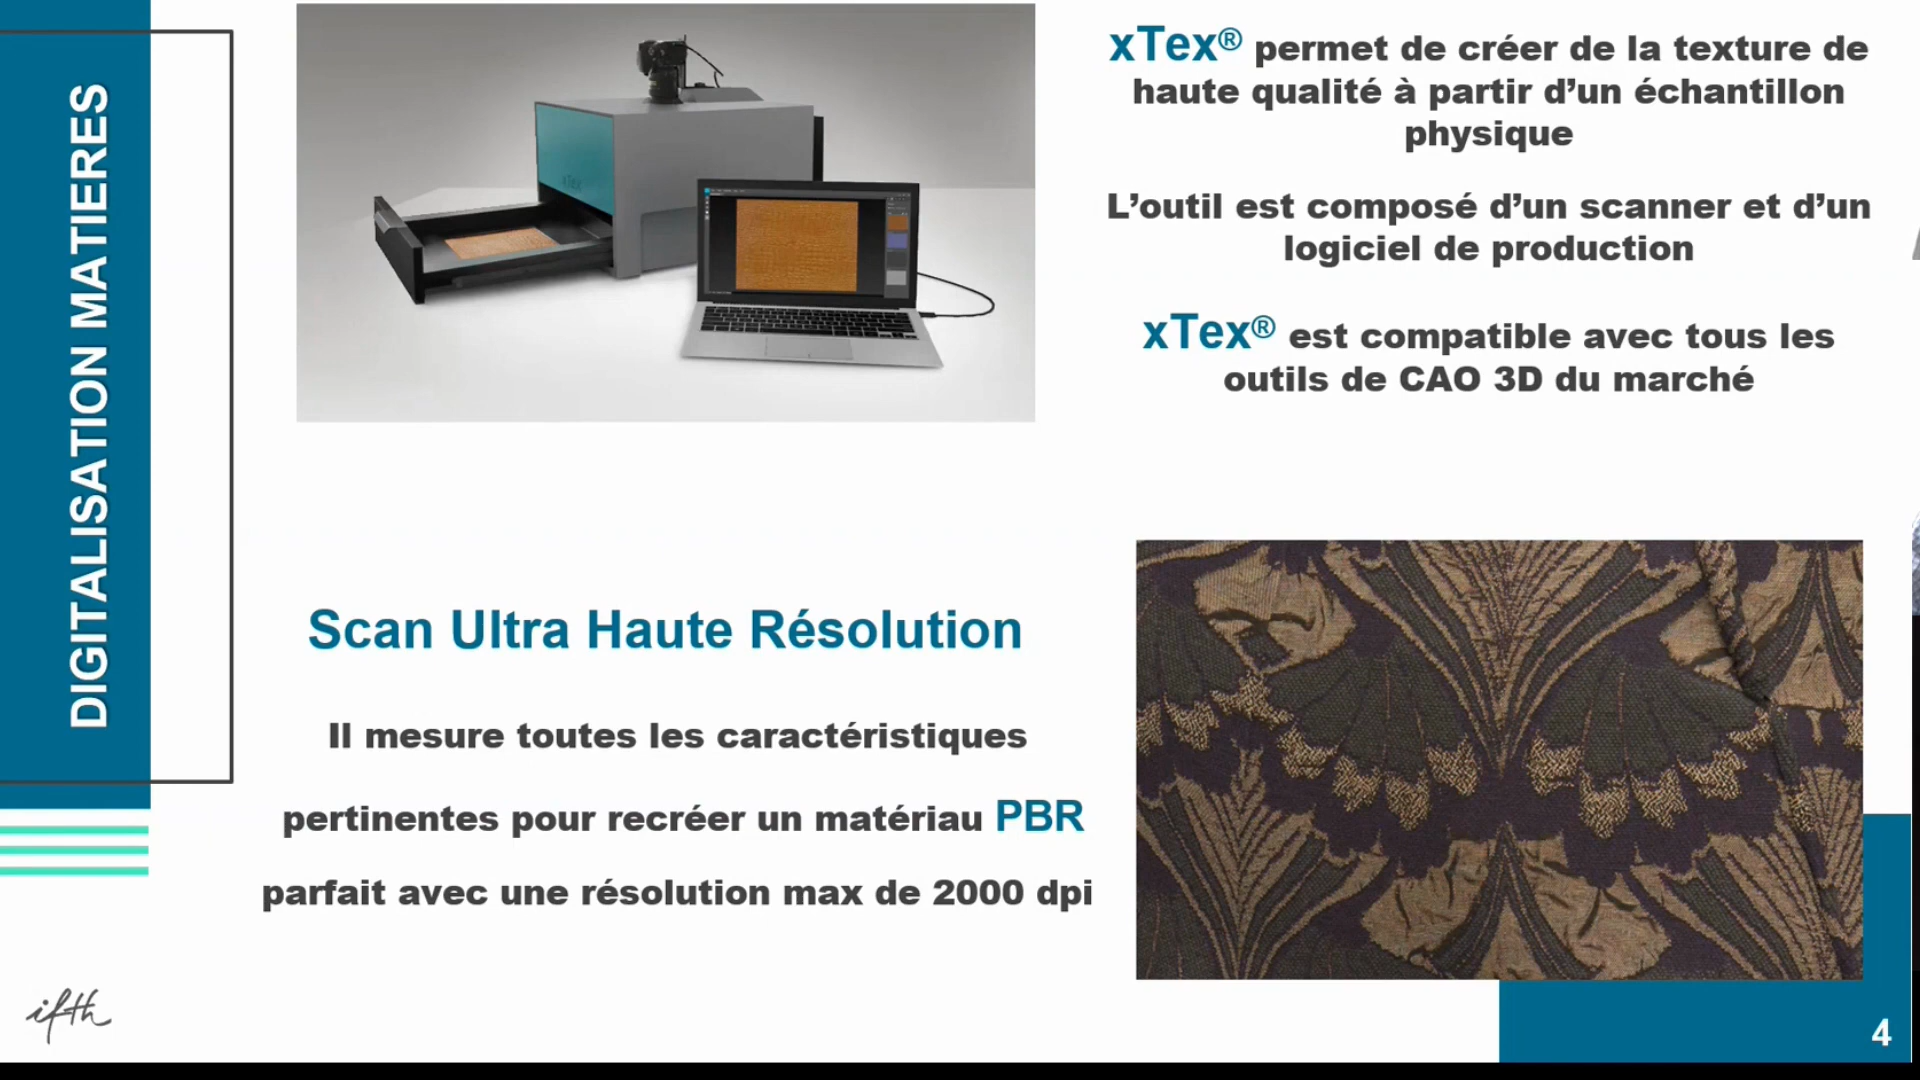 DIGITALISATION MATIERES
xTex® permet de créer de la texture de
haute qualité à partir d’un échantillon
physique
L’outil est composé d’un scanner et d’un
logiciel de production
xTex® est compatible avec tous les
outils de CAO 3D du marché
Scan Ultra Haute Résolution
Il mesure toutes les caractéristiques
pertinentes pour recréer un matériau PBR
parfait avec une résolution max de 2000 dpi
xTex
ifth
4